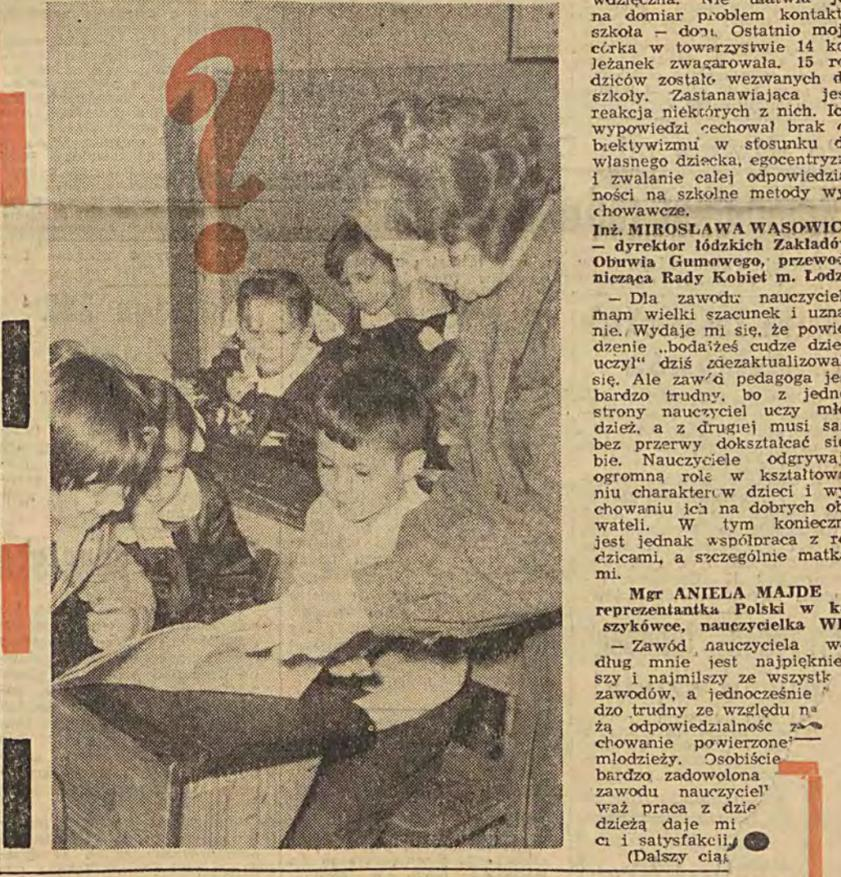 ?
na domiar problem kontakt
szkoła — dom. Ostatnio moj
córka w towarzystwie 14 ko
leżanek zwagarowała. 15 ro
dziców zostało wezwanych d
szkoły. Zastanawiająca jes
reakcja niektórych z nich. Ic
wypowiedzi cechował brak o
biektywizmu w stosunku d
własnego dziecka, egocentryz
i zwalanie całej odpowiedzia
ności na szkolne metody wy
chowawcze.
Inż. MIROSŁAWA WĄSOWIC
— dyrektor łódzkich Zakładó
Obuwia Gumowego, przewod
nicząca Rady Kobiet m. Łodz
— Dla zawodu nauczyciel
mam wielki szacunek i uzna
nie. Wydaje mi się, że powie
dzenie „bodajżeś cudze dzie
uczył“ dziś zdezaktualizowa
się. Ale zawód pedagoga je
bardzo trudny, bo z jedne
strony nauczyciel uczy mło
dzież, a z drugiej musi sa
bez przerwy dokształcać sie
bie. Nauczyciele odgrywaj
ogromną rolę w kształtowa
niu charakterów dzieci i wy
chowaniu ich na dobrych ob
wateli. W tym konieczn
jest jednak współpraca z ro
dzicami, a szczególnie matka
mi.
Mgr ANIELA MAJDE
reprezentantka Polski w k
szykówce, nauczycielka WF
— Zawód nauczyciela we
dług mnie jest najpięknie
szy i najmilszy ze wszystk
zawodów, a jednocześnie
dzo trudny ze względu na
żą odpowiedzialność
chowanie powierzone
młodzieży. Osobiście
bardzo zadowolona
zawodu nauczyciel
waż praca z dzie
dzieżą daje mi
ci i satysfakcji.
(Dalszy ciąg